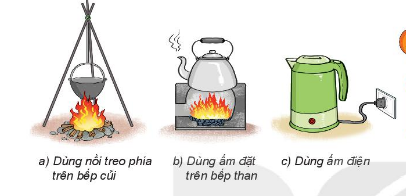 a) Dùng nồi treo phía
trên bếp củi
b) Dùng ấm đặt
trên bếp than
c) Dùng ấm điện